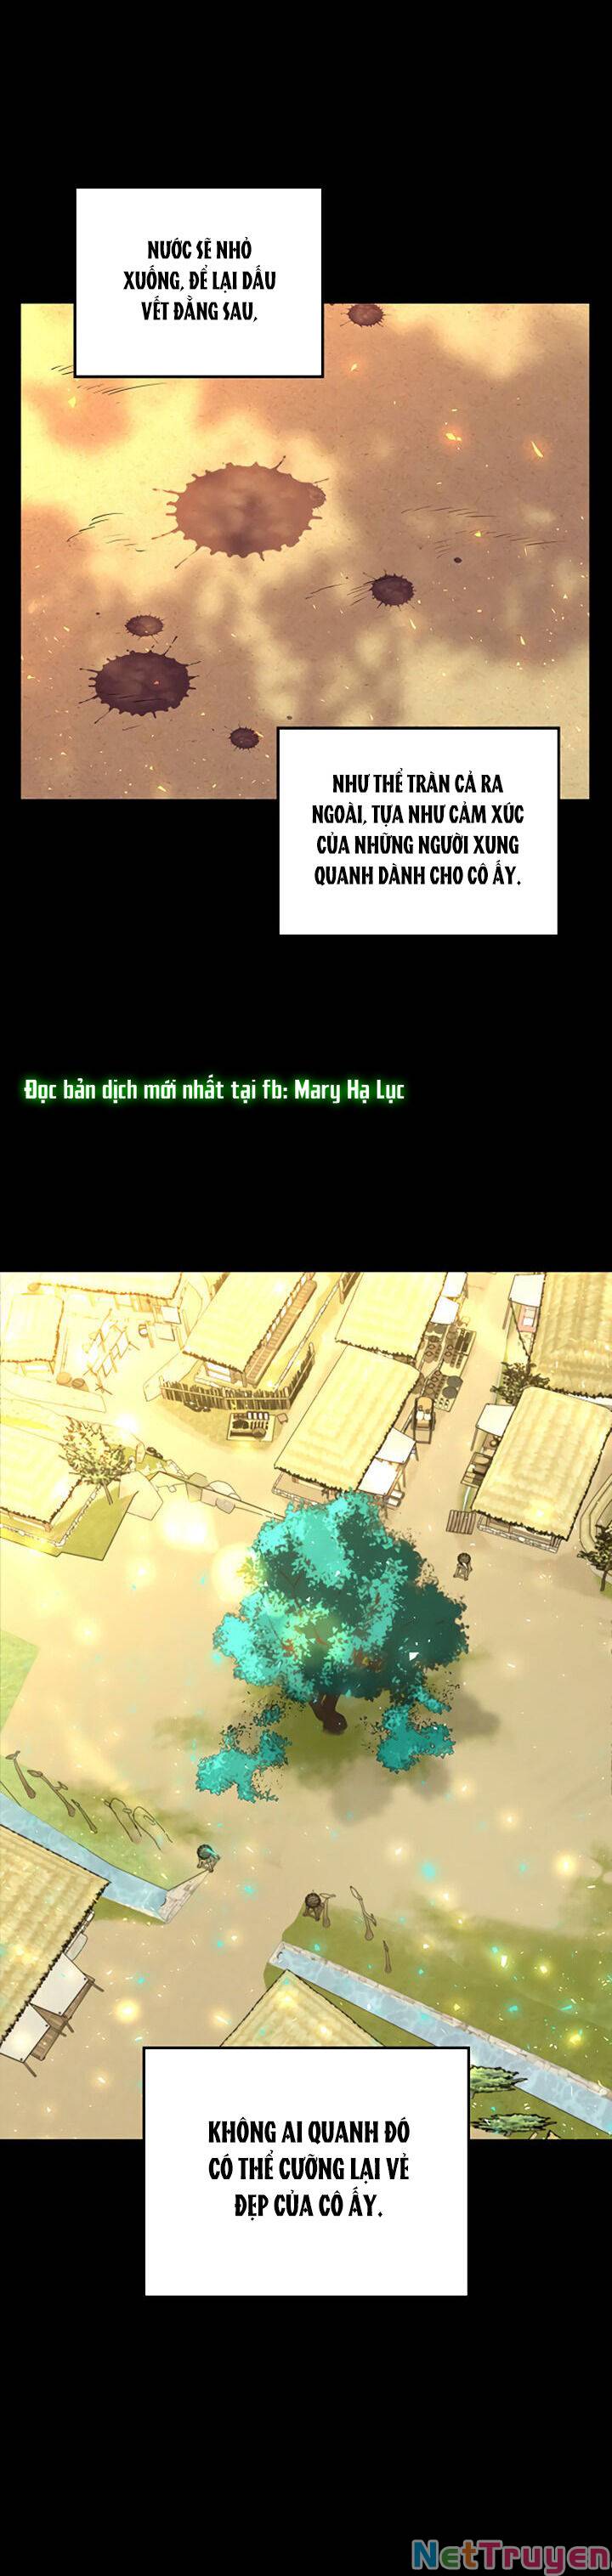 NƯỚC SẼ NHỎ
XUỐNG, ĐỂ LẠI DẤU
VẾT ĐẰNG SAU,
NHƯ THỂ TRÀN CẢ RA
NGOÀI, TỰA NHƯ CẢM XÚC
CỦA NHỮNG NGƯỜI XUNG
QUANH DÀNH CHO CÔ ẤY.
Đọc bản dịch mới nhất tại fb: Mary Hạ Lục
KHÔNG AI QUANH ĐÓ
CÓ THỂ CƯỠNG LẠI VẺ
ĐẸP CỦA CÔ ẤY.
NetTruyen